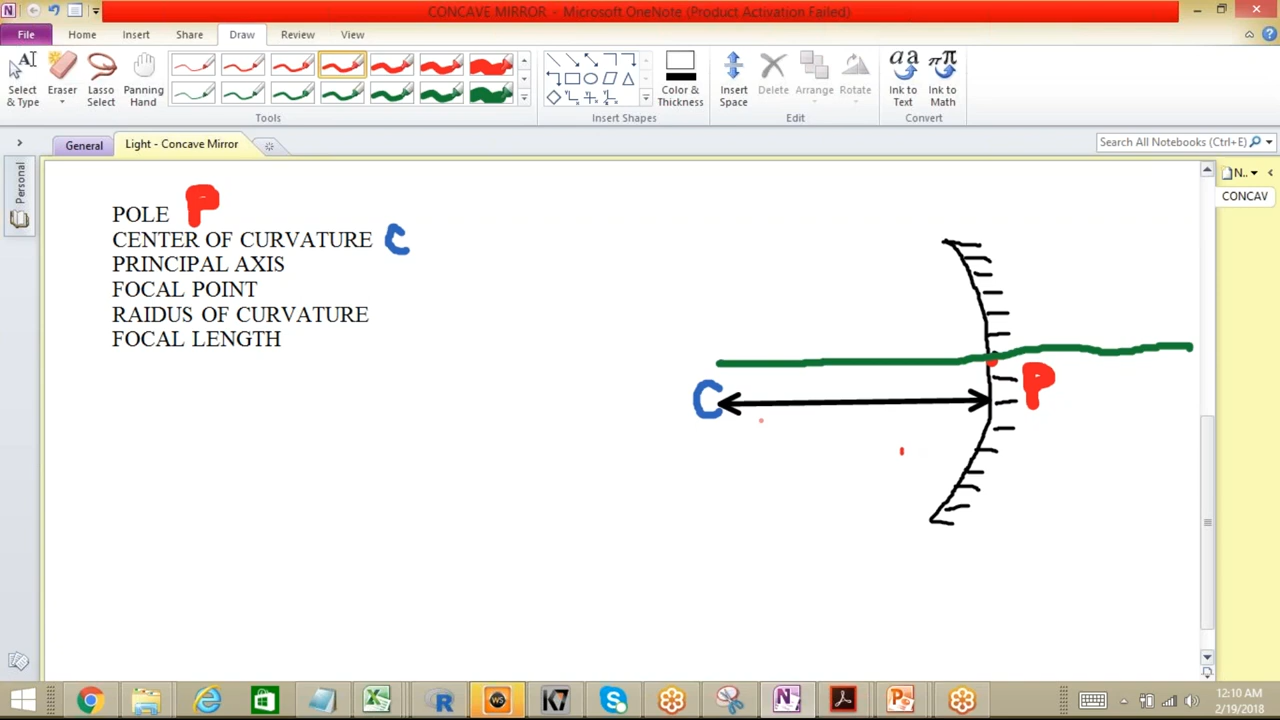 CONCAVE MIRROR - Microsoft OneNote (Product Activation Failed)
File Home Insert Share Draw Review View
Select & Type
Eraser
Lasso Select
Panning Hand
Color & Thickness
Insert Space
Delete
Arrange
Rotate
Ink to Text
Ink to Math
Tools
Insert Shapes
Edit
Convert
General
Light - Concave Mirror
Search All Notebooks (Ctrl+E)
N..
Personal
CONCAV
POLE P
CENTER OF CURVATURE C
PRINCIPAL AXIS
FOCAL POINT
RAIDUS OF CURVATURE
FOCAL LENGTH
C
P
12:10 AM
2/19/2018